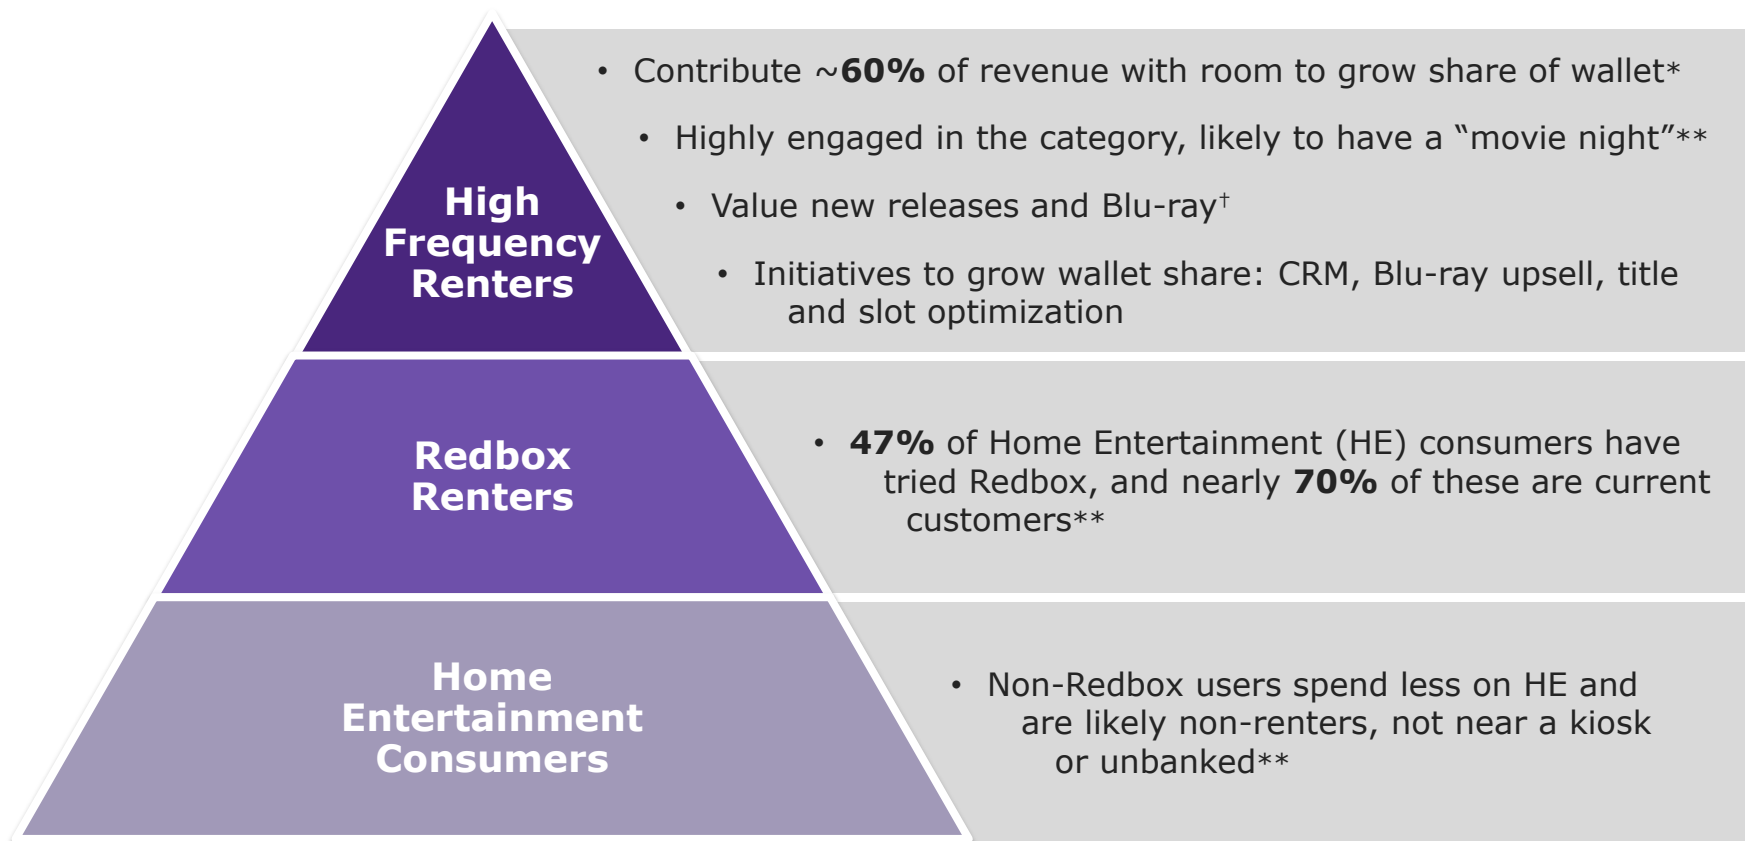 High
Frequency
Renters
• Contribute ~60% of revenue with room to grow share of wallet*
• Highly engaged in the category, likely to have a “movie night”**
• Value new releases and Blu-ray†
• Initiatives to grow wallet share: CRM, Blu-ray upsell, title
and slot optimization
Redbox
Renters
• 47% of Home Entertainment (HE) consumers have
tried Redbox, and nearly 70% of these are current
customers**
Home
Entertainment
Consumers
• Non-Redbox users spend less on HE and
are likely non-renters, not near a kiosk
or unbanked**